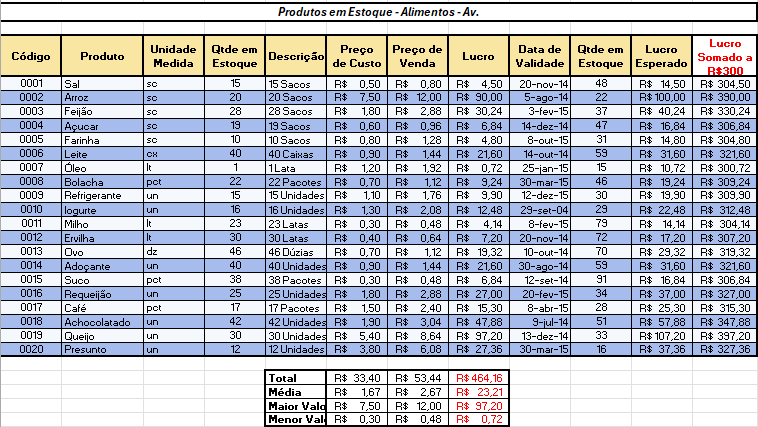 Produtos em Estoque - Alimentos - Av.
Código Produto Unidade Medida Qtde em Estoque Descrição Preço de Custo Preço de Venda Lucro Data de Validade Qtde em Estoque Lucro Esperado Lucro Somado a R$300
0001 Sal sc 15 15 Sacos R$ 0,50 R$ 0,80 R$ 4,50 20-nov-14 48 R$ 14,50 R$ 304,50
0002 Arroz sc 20 20 Sacos R$ 7,50 R$ 12,00 R$ 90,00 5-ago-14 22 R$ 100,00 R$ 390,00
0003 Feijão sc 28 28 Sacos R$ 1,80 R$ 2,88 R$ 30,24 3-fev-15 37 R$ 40,24 R$ 330,24
0004 Açucar sc 19 19 Sacos R$ 0,60 R$ 0,96 R$ 6,84 14-dez-14 47 R$ 16,84 R$ 306,84
0005 Farinha sc 10 10 Sacos R$ 0,80 R$ 1,28 R$ 4,80 8-out-15 31 R$ 14,80 R$ 304,80
0006 Leite cx 40 40 Caixas R$ 0,90 R$ 1,44 R$ 21,60 14-out-14 59 R$ 31,60 R$ 321,60
0007 Óleo lt 1 1 Lata R$ 1,20 R$ 1,92 R$ 0,72 25-jan-15 15 R$ 10,72 R$ 300,72
0008 Bolacha pct 22 22 Pacotes R$ 0,70 R$ 1,12 R$ 9,24 30-mar-15 46 R$ 19,24 R$ 309,24
0009 Refrigerante un 15 15 Unidades R$ 1,10 R$ 1,76 R$ 9,90 12-dez-14 30 R$ 19,90 R$ 309,90
0010 Iogurte un 16 16 Unidades R$ 1,30 R$ 2,08 R$ 12,48 29-set-04 29 R$ 22,48 R$ 312,48
0011 Milho lt 23 23 Latas R$ 0,30 R$ 0,48 R$ 4,14 8-fev-15 79 R$ 14,14 R$ 304,14
0012 Ervilha lt 30 30 Latas R$ 0,40 R$ 0,64 R$ 7,20 20-nov-14 72 R$ 17,20 R$ 307,20
0013 Ovo dz 46 46 Dúzias R$ 0,70 R$ 1,12 R$ 19,32 10-out-14 70 R$ 29,32 R$ 319,32
0014 Adoçante un 40 40 Unidades R$ 0,90 R$ 1,44 R$ 21,60 30-ago-14 59 R$ 31,60 R$ 321,60
0015 Suco pct 38 38 Pacotes R$ 0,30 R$ 0,48 R$ 6,84 12-set-14 91 R$ 16,84 R$ 306,84
0016 Requeijão un 25 25 Unidades R$ 1,80 R$ 2,88 R$ 27,00 20-fev-15 34 R$ 37,00 R$ 327,00
0017 Café pct 17 17 Pacotes R$ 1,50 R$ 2,40 R$ 15,30 8-abr-15 28 R$ 25,30 R$ 315,30
0018 Achocolatado un 42 42 Unidades R$ 1,90 R$ 3,04 R$ 47,88 9-jul-14 51 R$ 57,88 R$ 347,88
0019 Queijo un 30 30 Unidades R$ 5,40 R$ 8,64 R$ 97,20 13-dez-14 33 R$ 107,20 R$ 397,20
0020 Presunto un 12 12 Unidades R$ 3,80 R$ 6,08 R$ 27,36 30-mar-15 16 R$ 37,36 R$ 327,36
Total R$ 33,40 R$ 53,44 R$ 464,16
Média R$ 1,67 R$ 2,67 R$ 23,21
Maior Valo R$ 7,50 R$ 12,00 R$ 97,20
Menor Val R$ 0,30 R$ 0,48 R$ 0,72